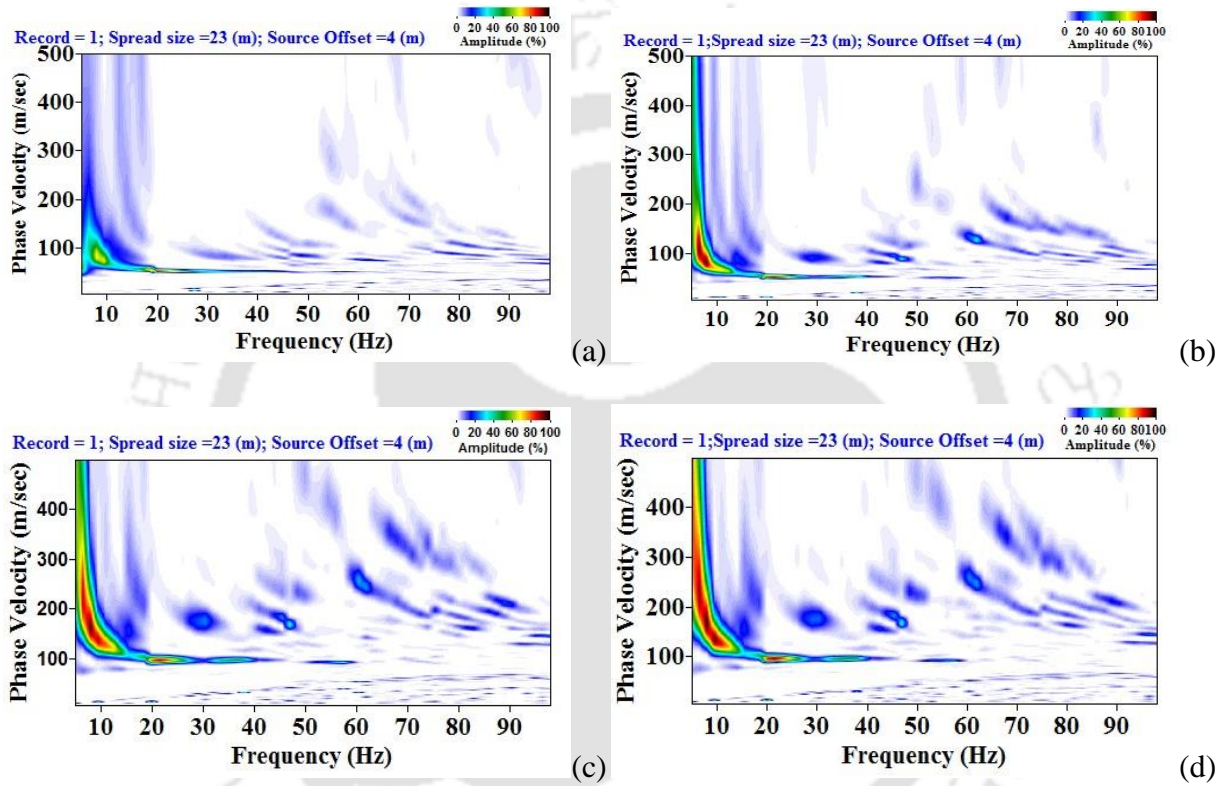 0 20 40 60 80 100
Amplitude (%)
Record = 1; Spread size =23 (m); Source Offset =4 (m)
Phase Velocity (m/sec)
500
400
300
200
100
10 20 30 40 50 60 70 80 90
Frequency (Hz)
(a)
0 20 40 60 80 100
Amplitude (%)
Record = 1;Spread size =23 (m); Source Offset =4 (m)
Phase Velocity (m/sec)
500
400
300
200
100
10 20 30 40 50 60 70 80 90
Frequency (Hz)
(b)
0 20 40 60 80 100
Amplitude (%)
Record = 1; Spread size =23 (m); Source Offset =4 (m)
Phase Velocity (m/sec)
400
300
200
100
10 20 30 40 50 60 70 80 90
Frequency (Hz)
(c)
0 20 40 60 80 100
Amplitude (%)
Record = 1;Spread size =23 (m); Source Offset =4 (m)
Phase Velocity (m/sec)
400
300
200
100
10 20 30 40 50 60 70 80 90
Frequency (Hz)
(d)